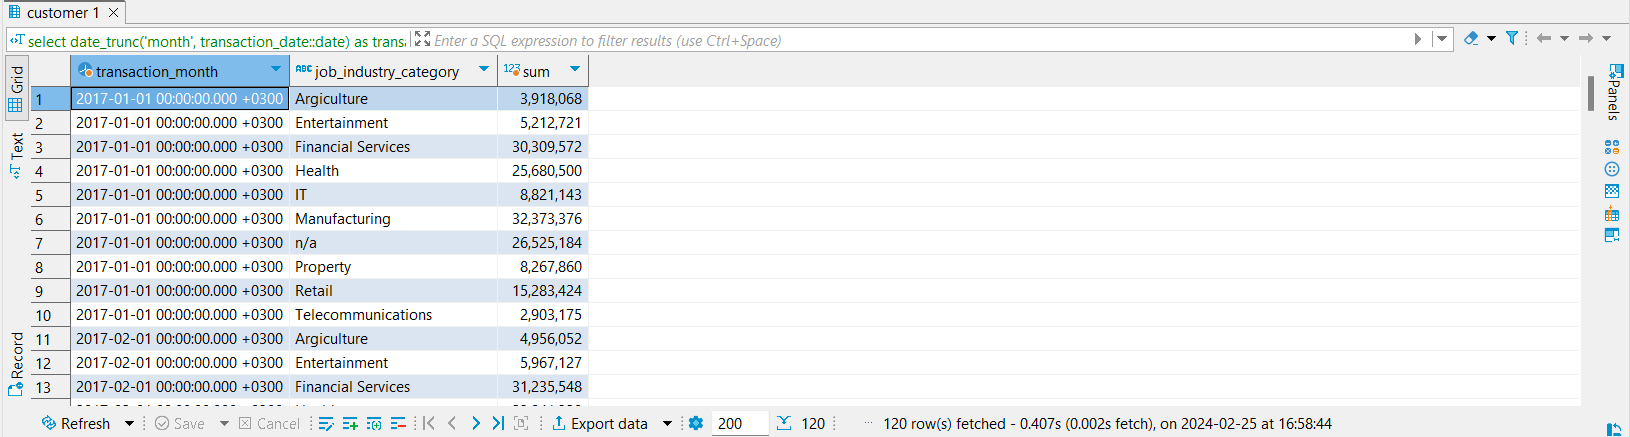 customer 1
select date_trunc('month', transaction_date::date) as transa Enter a SQL expression to filter results (use Ctrl+Space)
Grid
Text
Record
Panels
transaction_month job_industry_category 123 sum
1 2017-01-01 00:00:00.000 +0300 Argiculture 3,918,068
2 2017-01-01 00:00:00.000 +0300 Entertainment 5,212,721
3 2017-01-01 00:00:00.000 +0300 Financial Services 30,309,572
4 2017-01-01 00:00:00.000 +0300 Health 25,680,500
5 2017-01-01 00:00:00.000 +0300 IT 8,821,143
6 2017-01-01 00:00:00.000 +0300 Manufacturing 32,373,376
7 2017-01-01 00:00:00.000 +0300 n/a 26,525,184
8 2017-01-01 00:00:00.000 +0300 Property 8,267,860
9 2017-01-01 00:00:00.000 +0300 Retail 15,283,424
10 2017-01-01 00:00:00.000 +0300 Telecommunications 2,903,175
11 2017-02-01 00:00:00.000 +0300 Argiculture 4,956,052
12 2017-02-01 00:00:00.000 +0300 Entertainment 5,967,127
13 2017-02-01 00:00:00.000 +0300 Financial Services 31,235,548
Refresh Save Cancel Export data 200 120 120 row(s) fetched - 0.407s (0.002s fetch), on 2024-02-25 at 16:58:44